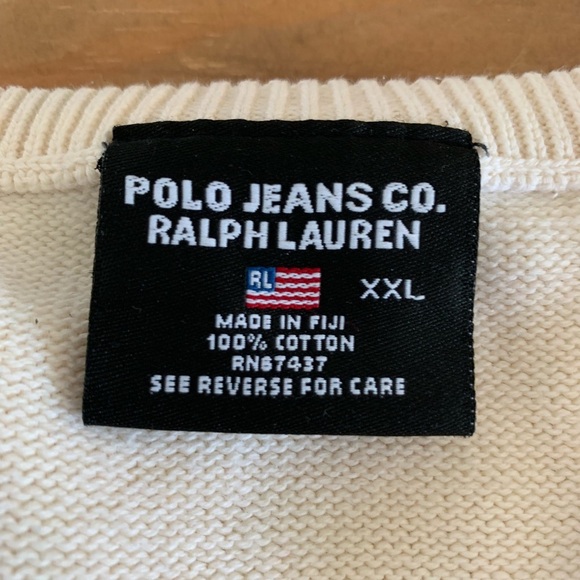 POLO JEANS CO.
RALPH LAUREN
RL
XXL
MADE IN FIJI
100% COTTON
RN67437
SEE REVERSE FOR CARE